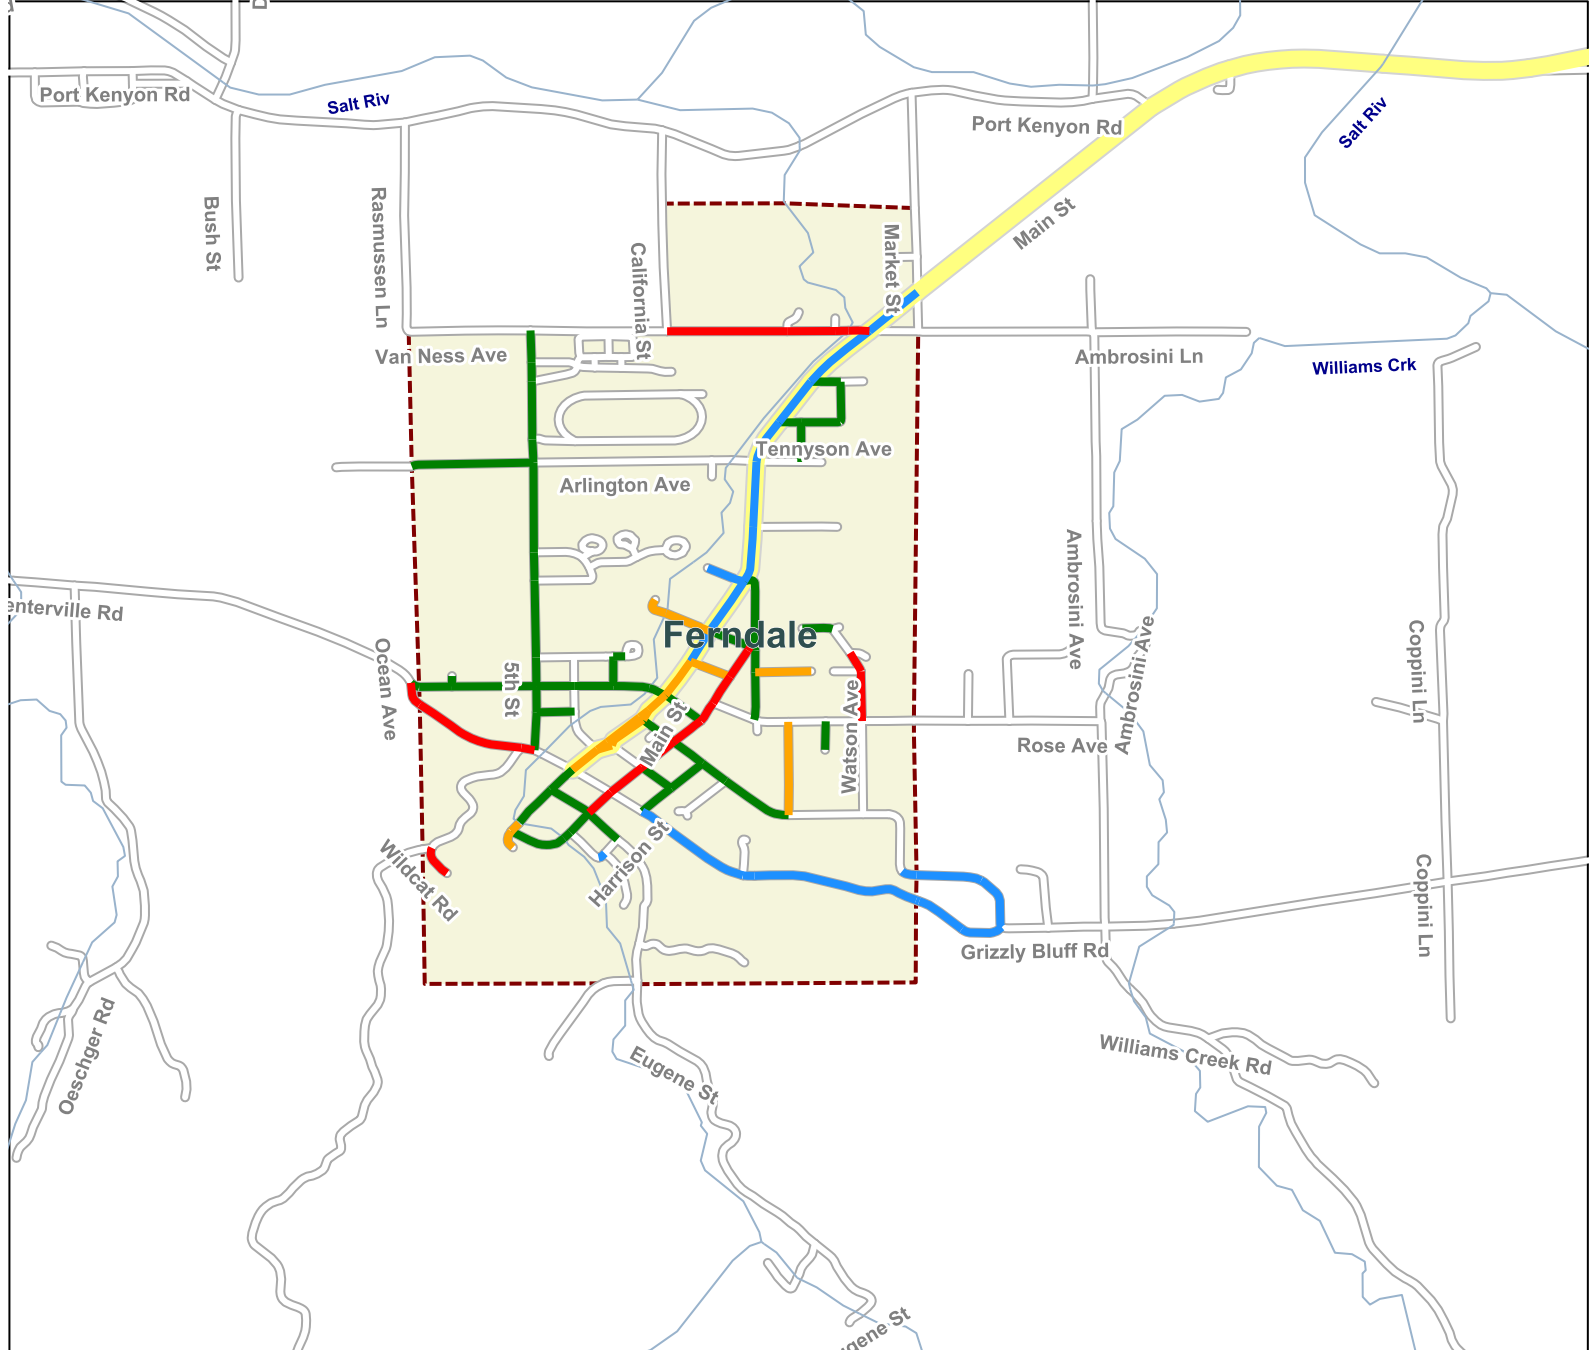 Port Kenyon Rd
Salt Riv
Port Kenyon Rd
Salt Riv
Bush St
Rasmussen Ln
California St
Market St
Main St
Van Ness Ave
Ambrosini Ln
Williams Crk
Tennyson Ave
Arlington Ave
enterville Rd
Ocean Ave
5th St
Ferndale
Main St
Watson Ave
Ambrosini Ave
Ambrosini Ave
Rose Ave
Coppini Ln
Harrison St
Wildcat Rd
Grizzly Bluff Rd
Coppini Ln
Oeschger Rd
Eugene St
Williams Creek Rd
gene St